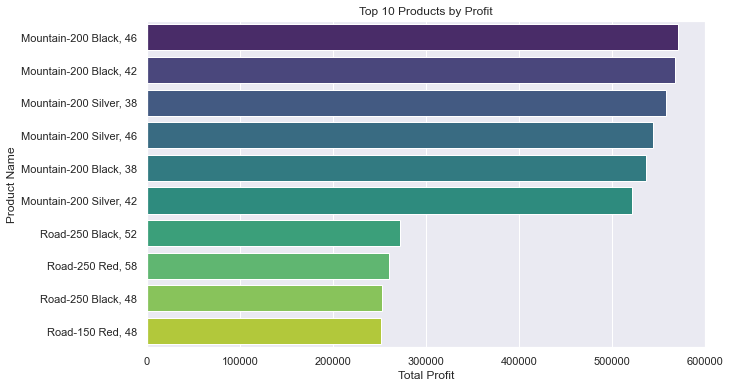 Top 10 Products by Profit
Product Name
Mountain-200 Black, 46
Mountain-200 Black, 42
Mountain-200 Silver, 38
Mountain-200 Silver, 46
Mountain-200 Black, 38
Mountain-200 Silver, 42
Road-250 Black, 52
Road-250 Red, 58
Road-250 Black, 48
Road-150 Red, 48
0 100000 200000 300000 400000 500000 600000
Total Profit